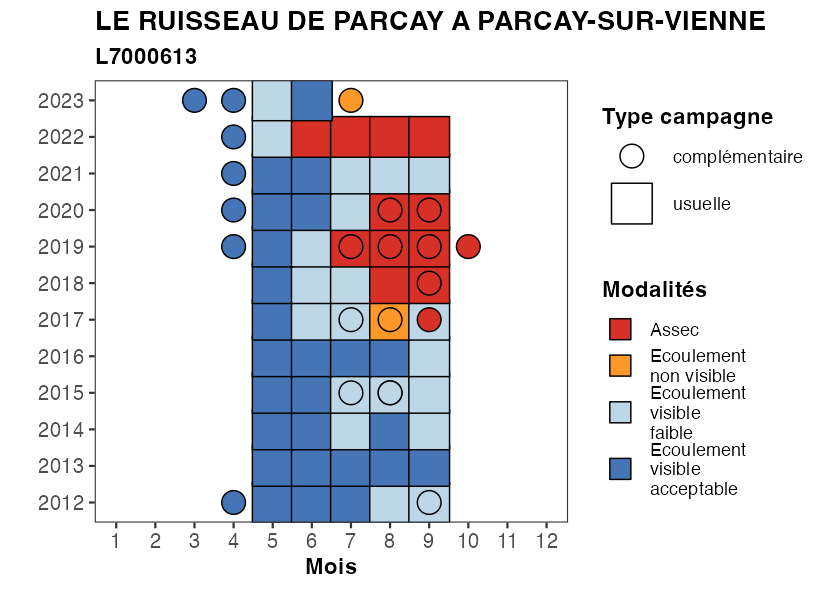 LE RUISSEAU DE PARCAY A PARCAY-SUR-VIENNE
L7000613
2023
2022
2021
2020
2019
2018
2017
2016
2015
2014
2013
2012
1 2 3 4 5 6 7 8 9 10 11 12
Mois
Type campagne
complémentaire
usuelle
Modalités
Assec
Ecoulement
non visible
Ecoulement
visible
faible
Ecoulement
visible
acceptable